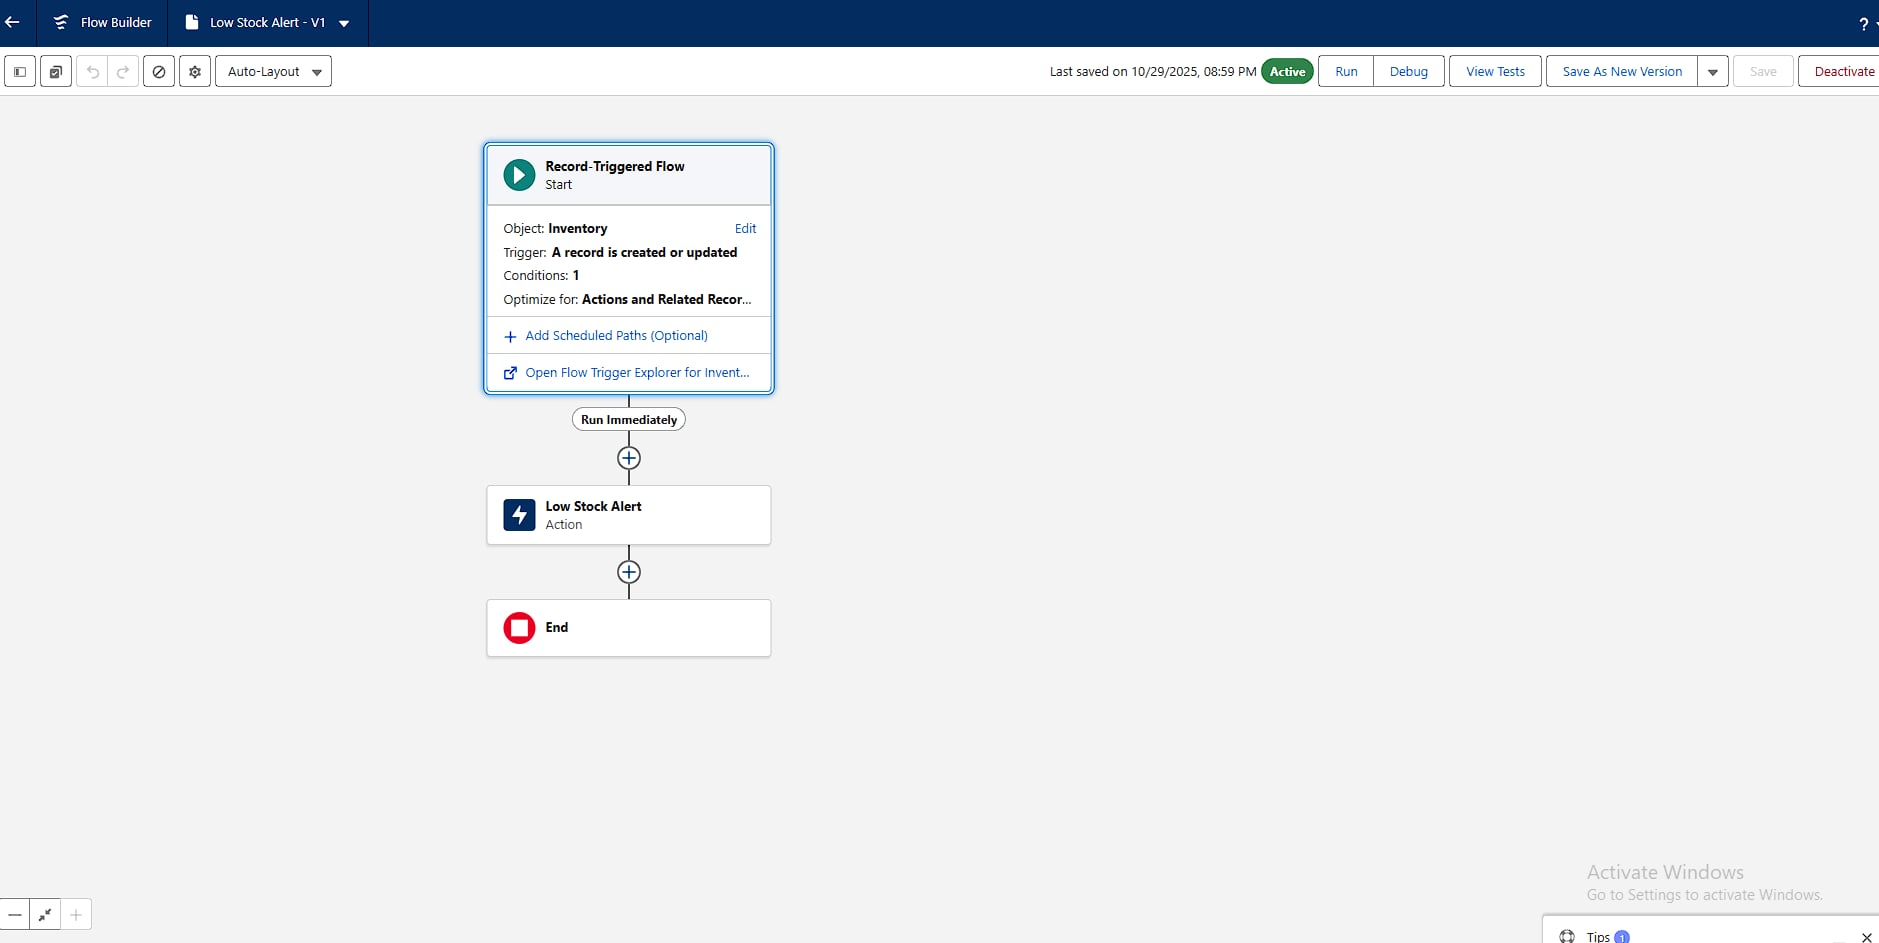 Flow Builder
Low Stock Alert - V1
?
Auto-Layout
Last saved on 10/29/2025, 08:59 PM
Active
Run
Debug
View Tests
Save As New Version
Save
Deactivate
Record-Triggered Flow
Start
Object: Inventory
Edit
Trigger: A record is created or updated
Conditions: 1
Optimize for: Actions and Related Recor...
Add Scheduled Paths (Optional)
Open Flow Trigger Explorer for Invent...
Run Immediately
Low Stock Alert
Action
End
Activate Windows
Go to Settings to activate Windows.
Tips 1